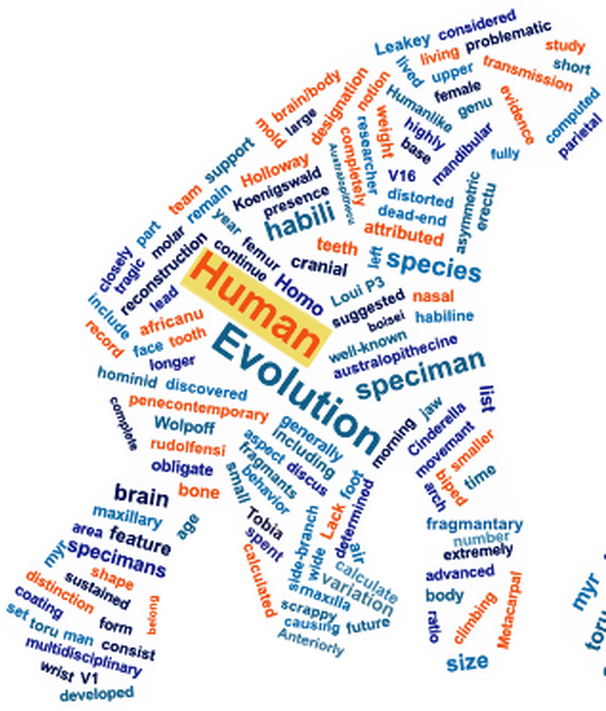 Leakey
considered
living
problematic
study
lived
upper
transmission
short
brain/body
designation
notion
Humanlike
female
genu
evidence
computed
parietal
mold
large
weight
highly
base
mandibular
fully
support
Holloway
completely
researcher
V16
team
remain
Koenigswald
presence
distorted
dead-end
asymmetric
erectu
year
habili
attributed
part
molar
femur
teeth
left
species
closely
tragic
reconstruction
continue
cranial
lead
Human
Homo
Loui P3
suggested
nasal
include
africanu
boisei
habiline
record
face
tooth
Evolution
well-known
australopithecine
longer
speciman
hominid
discovered
penecontemporary
complete
Wolpoff
generally
including
morning
jaw
list
rudolfensi
aspect
fragmants
discus
Cinderella
movemant
smaller
obligate
behavior
small
foot
biped
time
brain
bone
arch
maxillary
age
Tobia
spent
side-branch
Lack
determined
fragmantary
area
feature
wide
air
number
extremely
myr
specimans
calculated
calculate
advanced
shape
variation
distinction
sustained
maxilla
body
coating
belong
scrappy
climbing
Metacarpal
set
toru
man
form
consist
causing
future
ratio
multidisciplinary
Anteriorly
wrist
V1
size
developed
myr
toru